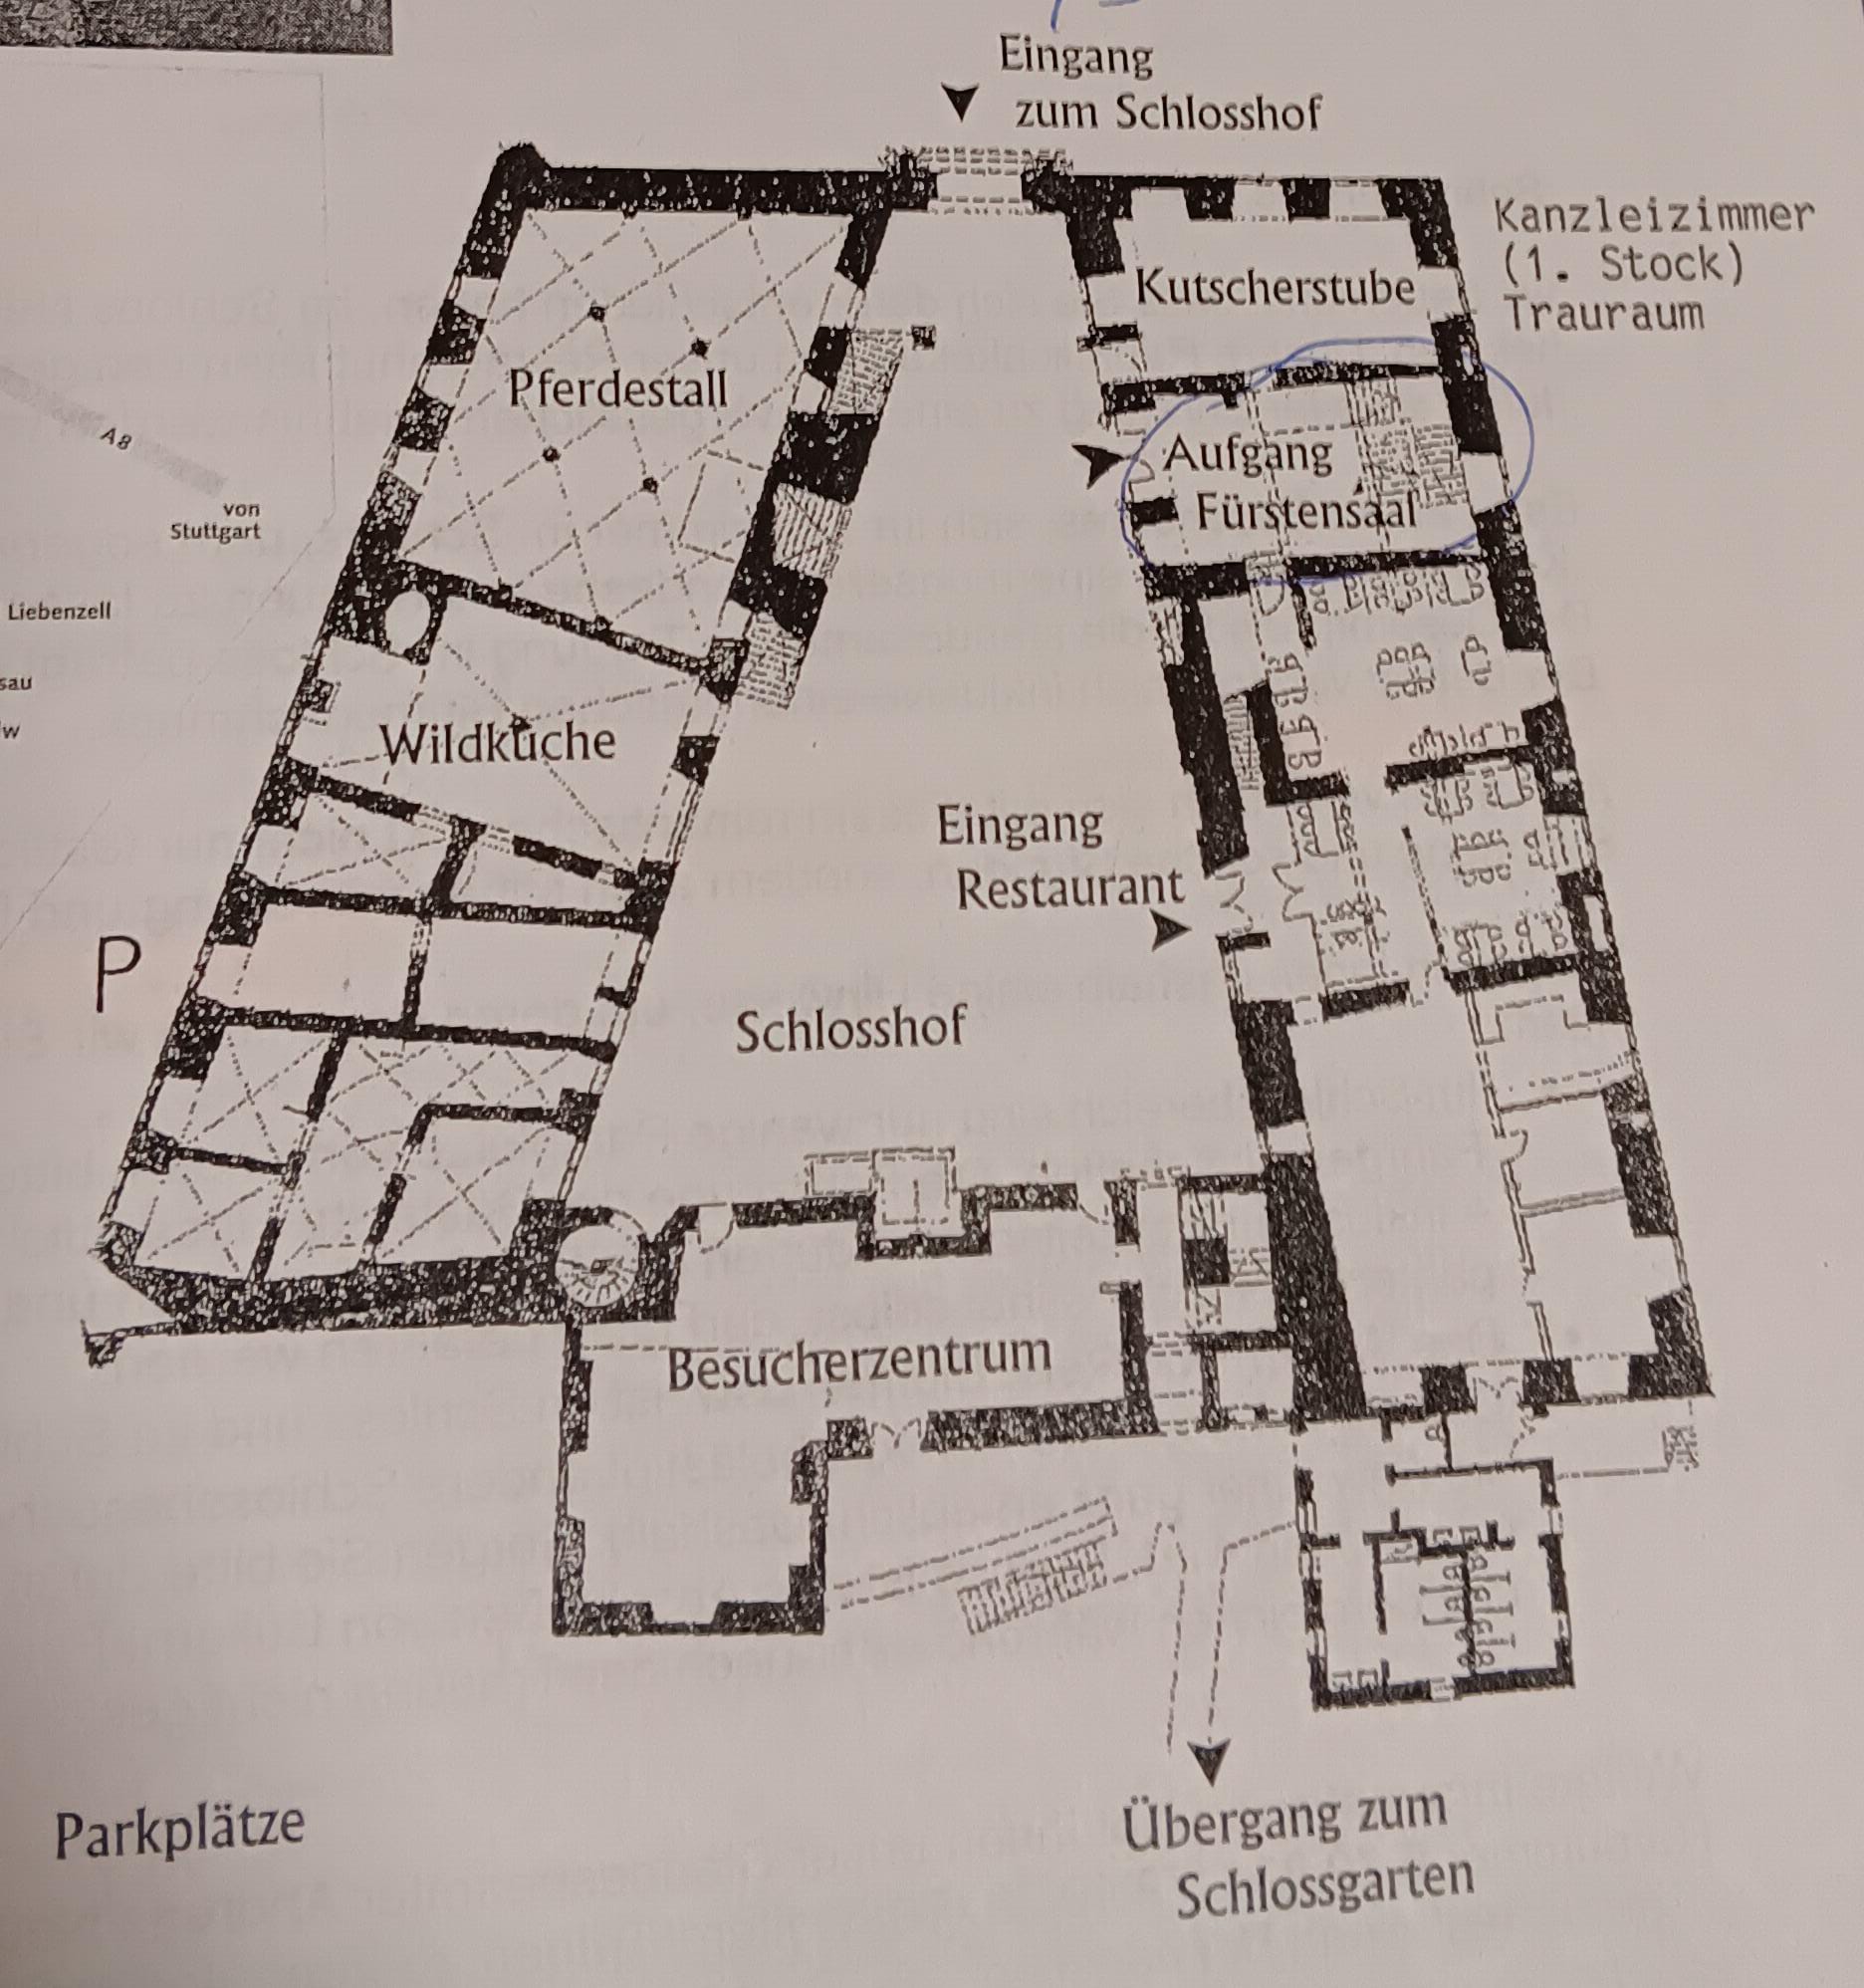 Eingang
zum Schlosshof
Kanzleizimmer
(1. Stock)
Trauraum
Kutscherstube
Pferdestall
A8
Aufgang
Fürstensaal
von
Stuttgart
Liebenzell
sau
w
Wildküche
Eingang
Restaurant
P
Schlosshof
Besucherzentrum
Parkplätze
Übergang zum
Schlossgarten